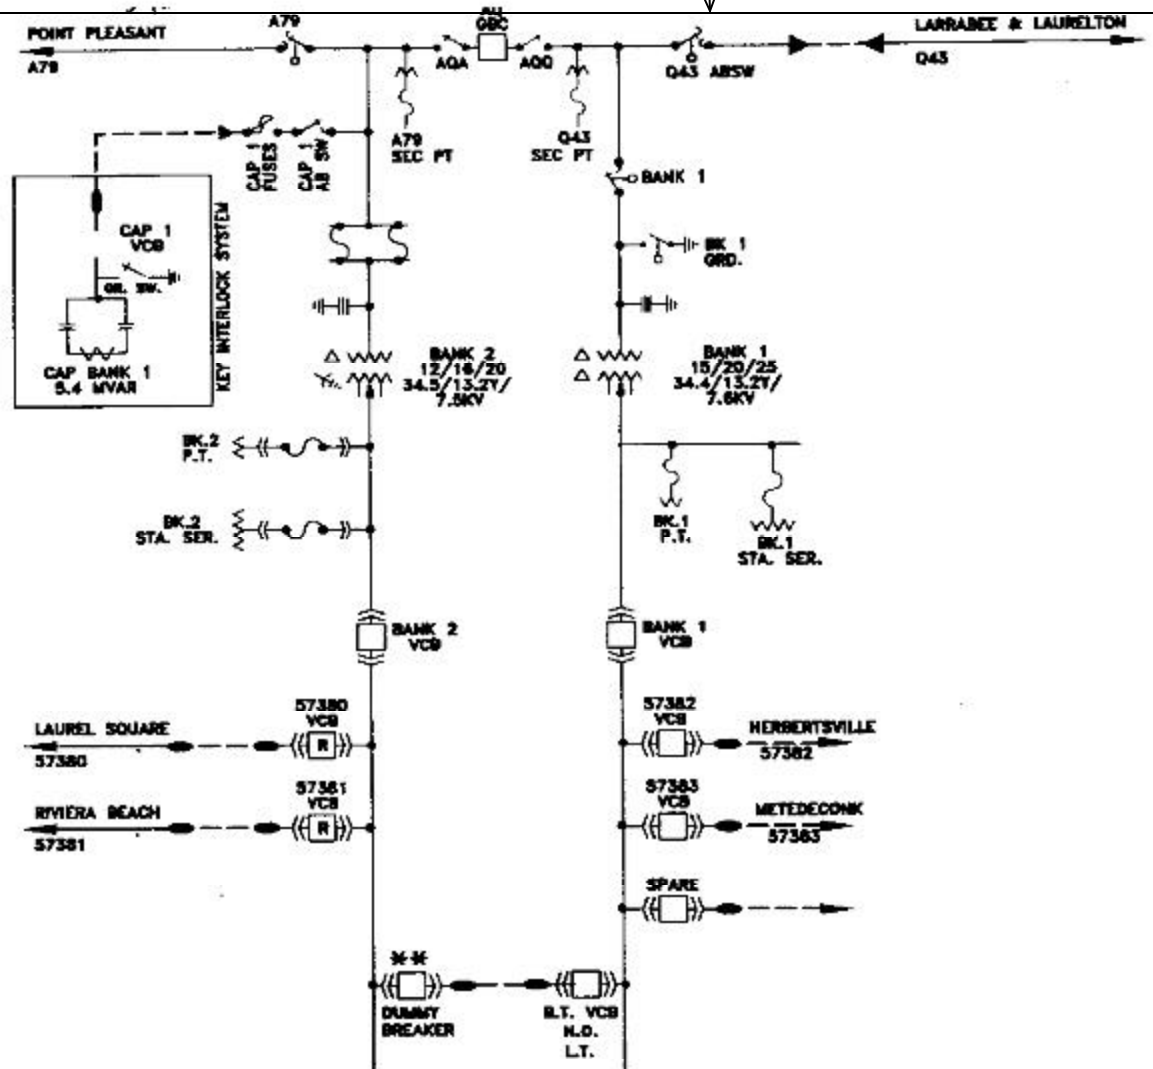 A79
AQ
GBC
POINT PLEASANT
A79
AQA
AQQ
Q43 ABSW
LARRABEE & LAURELTON
Q43
A79
SEC PT
Q43
SEC PT
CAP 1
FUSES
CAP 1
AB SW
BANK 1
KEY INTERLOCK SYSTEM
CAP 1
VCB
GR. SW.
CAP BANK 1
5.4 MVAR
BK 1
GRD.
BANK 2
12/16/20
34.5/13.2Y/
7.5KV
BANK 1
15/20/25
34.4/13.2Y/
7.6KV
BK.2
P.T.
BK.2
STA. SER.
BK.1
P.T.
BK.1
STA. SER.
BANK 2
VCB
BANK 1
VCB
LAUREL SQUARE
57380
57380
VCB
R
57382
VCB
HERBERTSVILLE
57382
RIVIERA BEACH
57381
57381
VCB
R
57383
VCB
METEDECONK
57383
SPARE
**
DUMMY
BREAKER
B.T. VCB
N.O.
L.T.